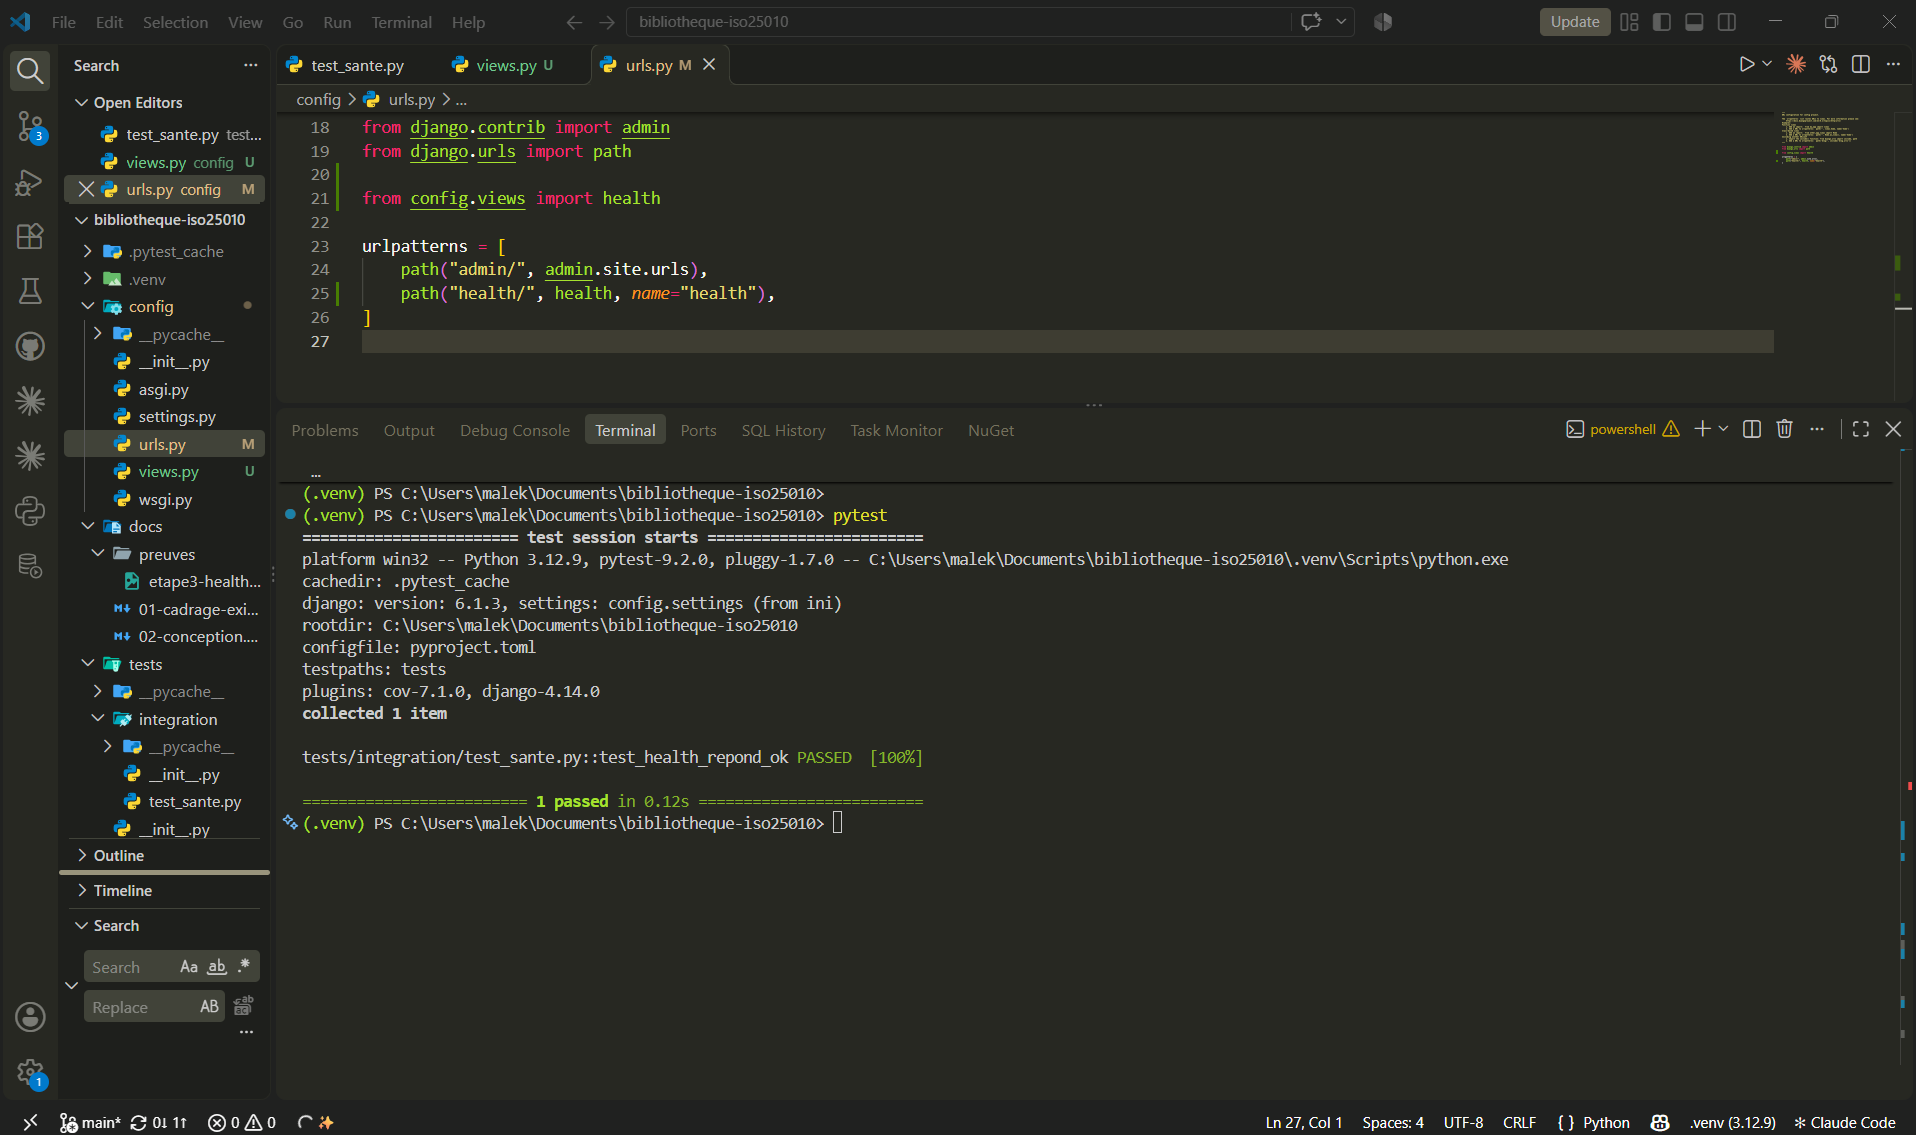 File Edit Selection View Go Run Terminal Help
bibliotheque-iso25010
Update
Search
Open Editors
test_sante.py test...
views.py config U
urls.py config M
bibliotheque-iso25010
.pytest_cache
.venv
config
__pycache__
__init__.py
asgi.py
settings.py
urls.py M
views.py U
wsgi.py
docs
preuves
etape3-health...
01-cadrage-exi...
02-conception....
tests
__pycache__
integration
__pycache__
__init__.py
test_sante.py
__init__.py
Outline
Timeline
Search
Search Aa ab .*
Replace AB
3
1
test_sante.py views.py U urls.py M
config > urls.py > ...
18 from django.contrib import admin
19 from django.urls import path
20
21 from config.views import health
22
23 urlpatterns = [
24 path("admin/", admin.site.urls),
25 path("health/", health, name="health"),
26 ]
27
Problems Output Debug Console Terminal Ports SQL History Task Monitor NuGet
powershell
...
(.venv) PS C:\Users\malek\Documents\bibliotheque-iso25010>
(.venv) PS C:\Users\malek\Documents\bibliotheque-iso25010> pytest
======================== test session starts ========================
platform win32 -- Python 3.12.9, pytest-9.2.0, pluggy-1.7.0 -- C:\Users\malek\Documents\bibliotheque-iso25010\.venv\Scripts\python.exe
cachedir: .pytest_cache
django: version: 6.1.3, settings: config.settings (from ini)
rootdir: C:\Users\malek\Documents\bibliotheque-iso25010
configfile: pyproject.toml
testpaths: tests
plugins: cov-7.1.0, django-4.14.0
collected 1 item
tests/integration/test_sante.py::test_health_repond_ok PASSED [100%]
========================= 1 passed in 0.12s =========================
(.venv) PS C:\Users\malek\Documents\bibliotheque-iso25010>
main* 0↓ 1↑ 0 0
Ln 27, Col 1 Spaces: 4 UTF-8 CRLF { } Python .venv (3.12.9) Claude Code